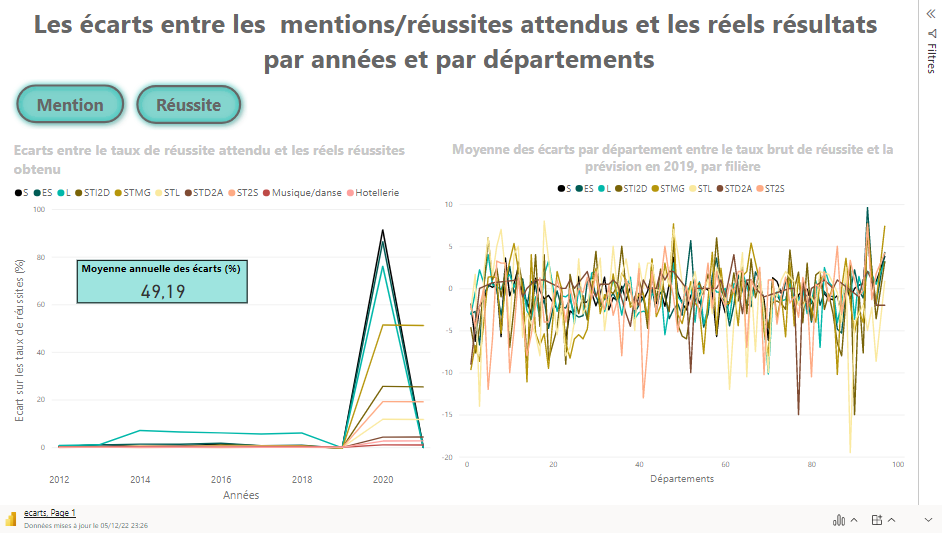 Les écarts entre les mentions/réussites attendus et les réels résultats
par années et par départements
Mention
Réussite
Ecarts entre le taux de réussite attendu et les réels réussites
obtenu
S ES L STI2D STMG STL STD2A ST2S Musique/danse Hotellerie
100
80
60
40
20
0
Ecart sur les taux de réussites (%)
Moyenne annuelle des écarts (%)
49,19
2012 2014 2016 2018 2020
Années
Moyenne des écarts par département entre le taux brut de réussite et la
prévision en 2019, par filière
S ES L STI2D STMG STL STD2A ST2S
10
5
0
-5
-10
-15
-20
0 20 40 60 80 100
Départements
Filtres
ecarts, Page 1
Données mises à jour le 05/12/22 23:26